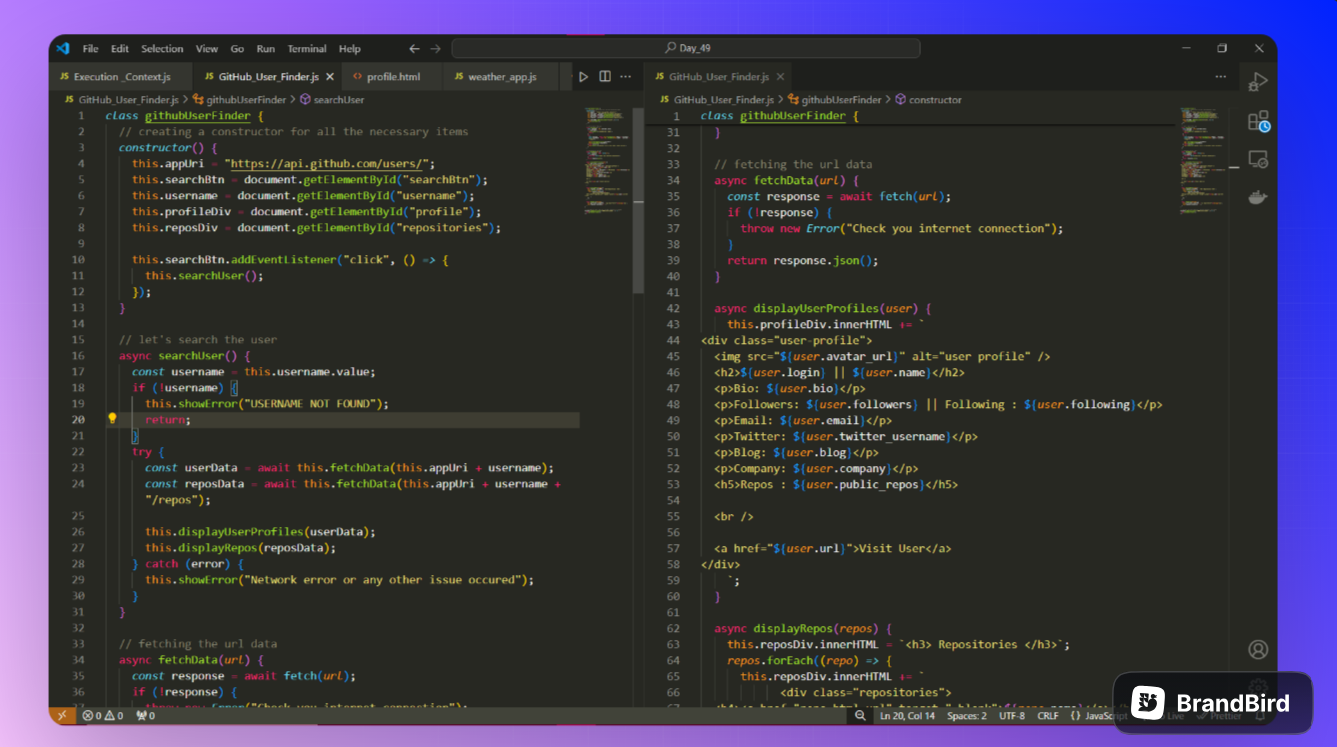 File Edit Selection View Go Run Terminal Help
Day_49
JS Execution _Context.js JS GitHub_User_Finder.js <> profile.html JS weather_app.js
JS GitHub_User_Finder.js > githubUserFinder > searchUser
1 class githubUserFinder {
2 // creating a constructor for all the necessary items
3 constructor() {
4 this.appUri = "https://api.github.com/users/";
5 this.searchBtn = document.getElementById("searchBtn");
6 this.username = document.getElementById("username");
7 this.profileDiv = document.getElementById("profile");
8 this.reposDiv = document.getElementById("repositories");
9
10 this.searchBtn.addEventListener("click", () => {
11 this.searchUser();
12 });
13 }
14
15 // let's search the user
16 async searchUser() {
17 const username = this.username.value;
18 if (!username) {
19 this.showError("USERNAME NOT FOUND");
20 return;
21 }
22 try {
23 const userData = await this.fetchData(this.appUri + username);
24 const reposData = await this.fetchData(this.appUri + username +
"/repos");
25
26 this.displayUserProfiles(userData);
27 this.displayRepos(reposData);
28 } catch (error) {
29 this.showError("Network error or any other issue occured");
30 }
31 }
32
33 // fetching the url data
34 async fetchData(url) {
35 const response = await fetch(url);
36 if (!response) {
JS GitHub_User_Finder.js
JS GitHub_User_Finder.js > githubUserFinder > constructor
1 class githubUserFinder {
31 }
32
33 // fetching the url data
34 async fetchData(url) {
35 const response = await fetch(url);
36 if (!response) {
37 throw new Error("Check you internet connection");
38 }
39 return response.json();
40 }
41
42 async displayUserProfiles(user) {
43 this.profileDiv.innerHTML += `
44 <div class="user-profile">
45 <img src="${user.avatar_url}" alt="user profile" />
46 <h2>${user.login} || ${user.name}</h2>
47 <p>Bio: ${user.bio}</p>
48 <p>Followers: ${user.followers} || Following : ${user.following}</p>
49 <p>Email: ${user.email}</p>
50 <p>Twitter: ${user.twitter_username}</p>
51 <p>Blog: ${user.blog}</p>
52 <p>Company: ${user.company}</p>
53 <h5>Repos : ${user.public_repos}</h5>
54
55 <br />
56
57 <a href="${user.url}">Visit User</a>
58 </div>
59 `;
60 }
61
62 async displayRepos(repos) {
63 this.reposDiv.innerHTML = `<h3> Repositories </h3>`;
64 repos.forEach((repo) => {
65 this.reposDiv.innerHTML += `
66 <div class="repositories">
0 0 0 Ln 20, Col 14 Spaces: 2 UTF-8 CRLF {} JavaScript Live Prettier
BrandBird